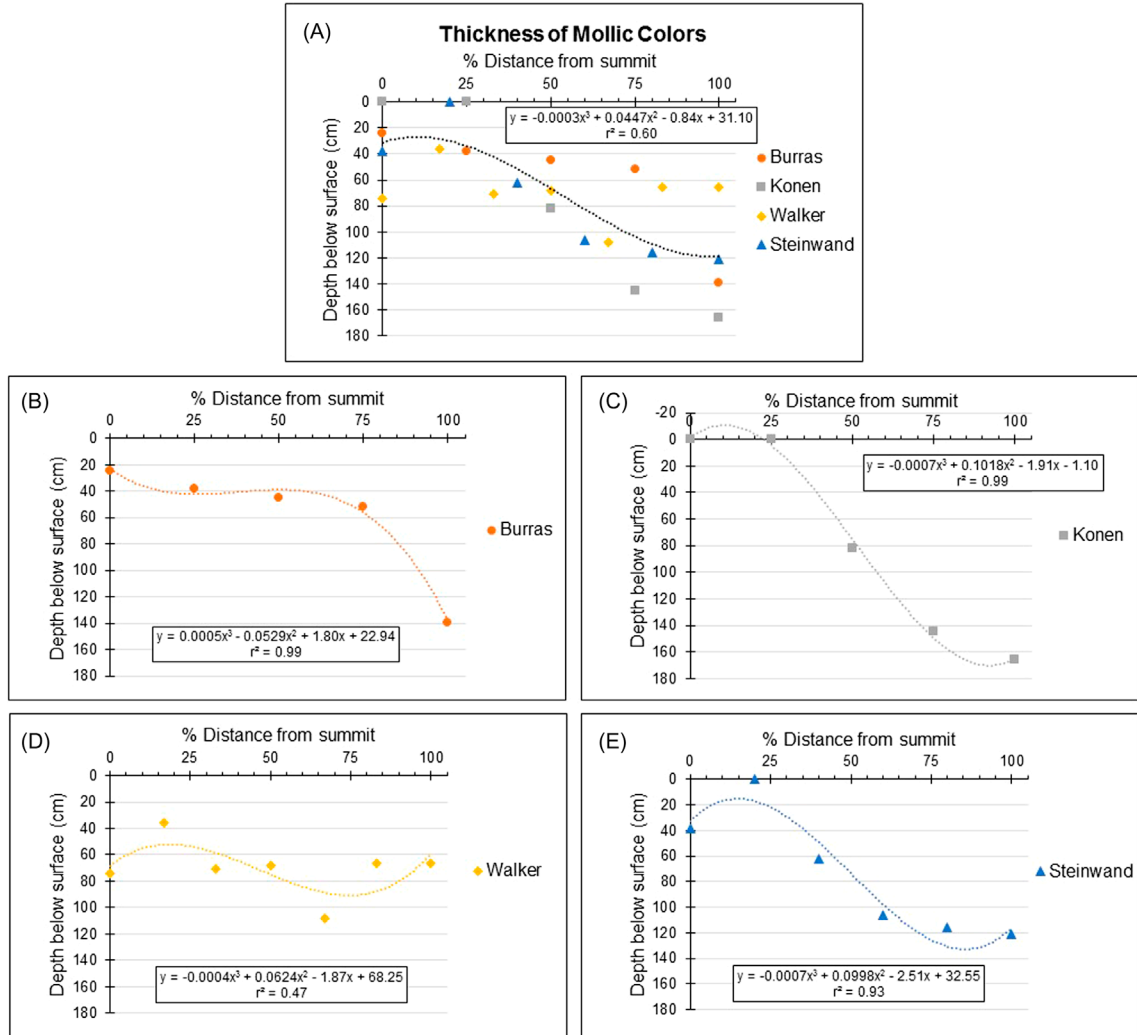 (A)
Thickness of Mollic Colors
% Distance from summit
0 25 50 75 100
0
20
40
60
80
100
120
140
160
180
Depth below surface (cm)
y = -0.0003x³ + 0.0447x² - 0.84x + 31.10
r² = 0.60
Burras
Konen
Walker
Steinwand
(B)
% Distance from summit
0 25 50 75 100
0
20
40
60
80
100
120
140
160
180
Depth below surface (cm)
Burras
y = 0.0005x³ - 0.0529x² + 1.80x + 22.94
r² = 0.99
(C)
% Distance from summit
0 25 50 75 100
-20
0
20
40
60
80
100
120
140
160
180
Depth below surface (cm)
y = -0.0007x³ + 0.1018x² - 1.91x - 1.10
r² = 0.99
Konen
(D)
% Distance from summit
0 25 50 75 100
0
20
40
60
80
100
120
140
160
180
Depth below surface (cm)
Walker
y = -0.0004x³ + 0.0624x² - 1.87x + 68.25
r² = 0.47
(E)
% Distance from summit
0 25 50 75 100
0
20
40
60
80
100
120
140
160
180
Depth below surface (cm)
Steinwand
y = -0.0007x³ + 0.0998x² - 2.51x + 32.55
r² = 0.93